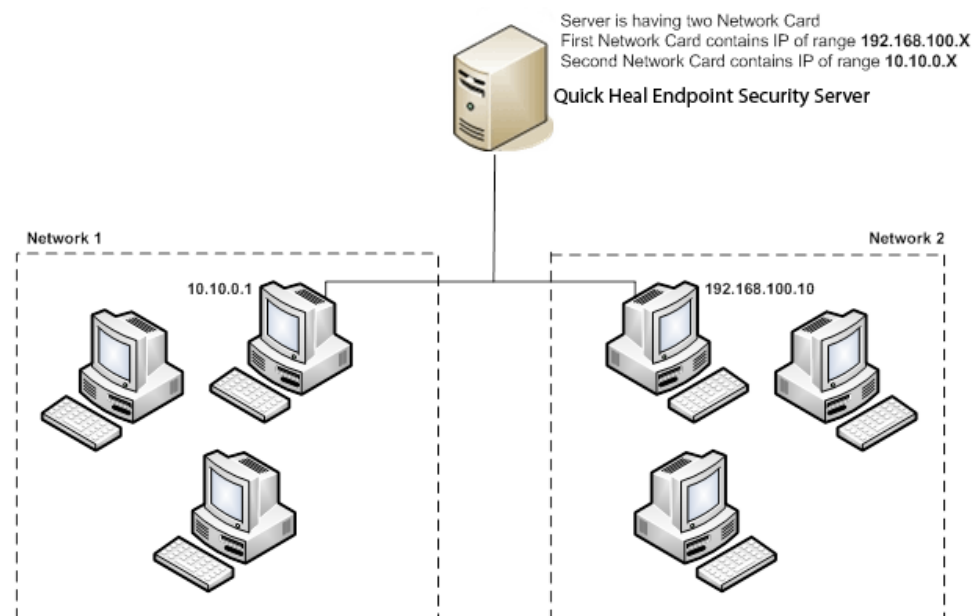 Server is having two Network Card
First Network Card contains IP of range 192.168.100.X
Second Network Card contains IP of range 10.10.0.X
Quick Heal Endpoint Security Server
Network 1
Network 2
10.10.0.1
192.168.100.10